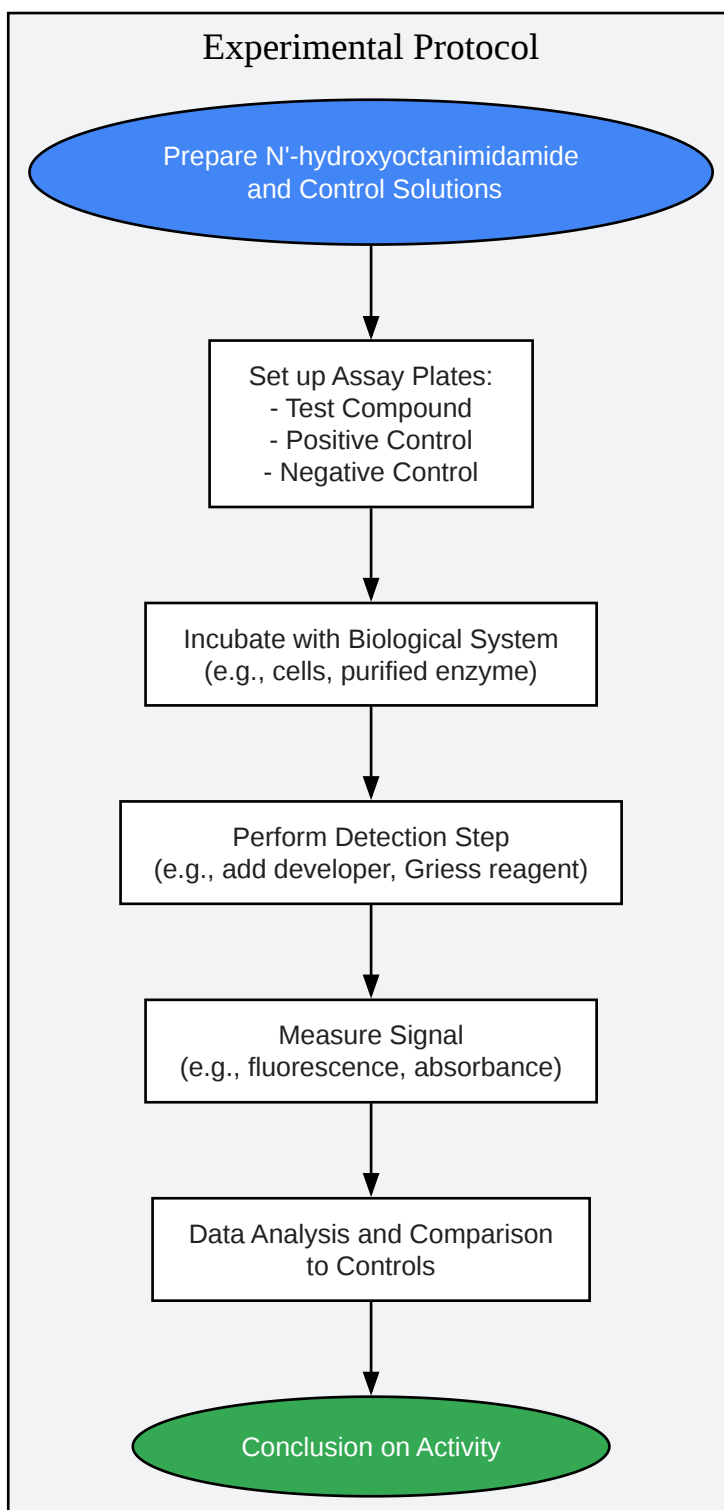 Experimental Protocol
Prepare N'-hydroxyoctanimidamide
and Control Solutions
Set up Assay Plates:
- Test Compound
- Positive Control
- Negative Control
Incubate with Biological System
(e.g., cells, purified enzyme)
Perform Detection Step
(e.g., add developer, Griess reagent)
Measure Signal
(e.g., fluorescence, absorbance)
Data Analysis and Comparison
to Controls
Conclusion on Activity